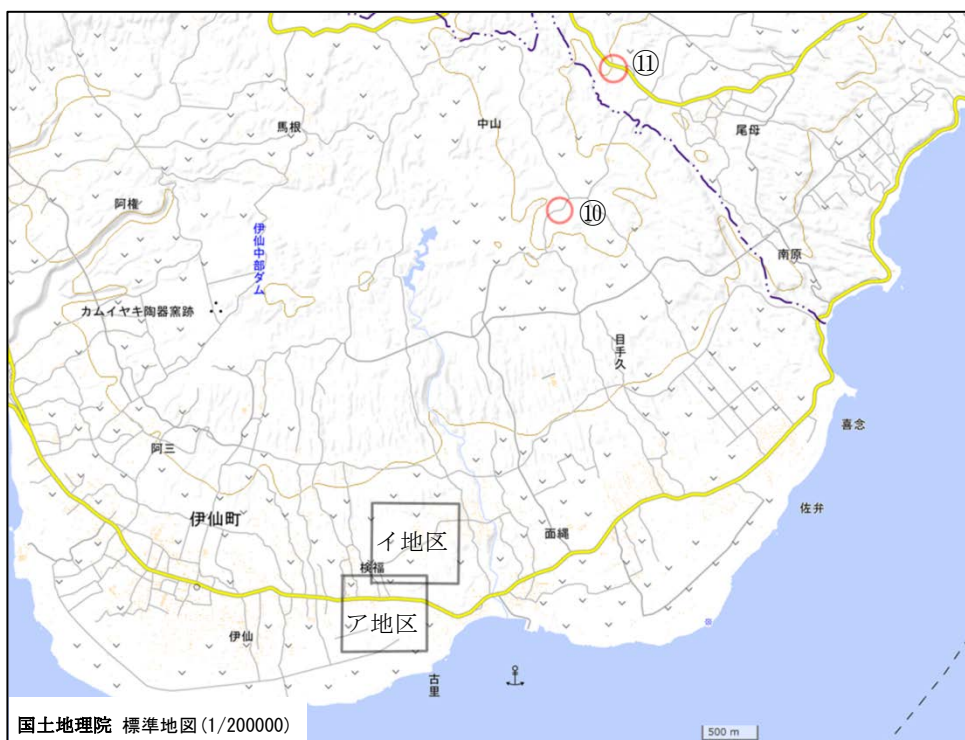 ⑪
尾母
中山
馬根
阿権
⑩
伊仙中部ダム
南原
カムイヤキ陶器窯跡
目手久
喜念
阿三
佐弁
伊仙町
イ地区
面縄
検福
ア地区
伊仙
古里
国土地理院 標準地図(1/200000)
500 m